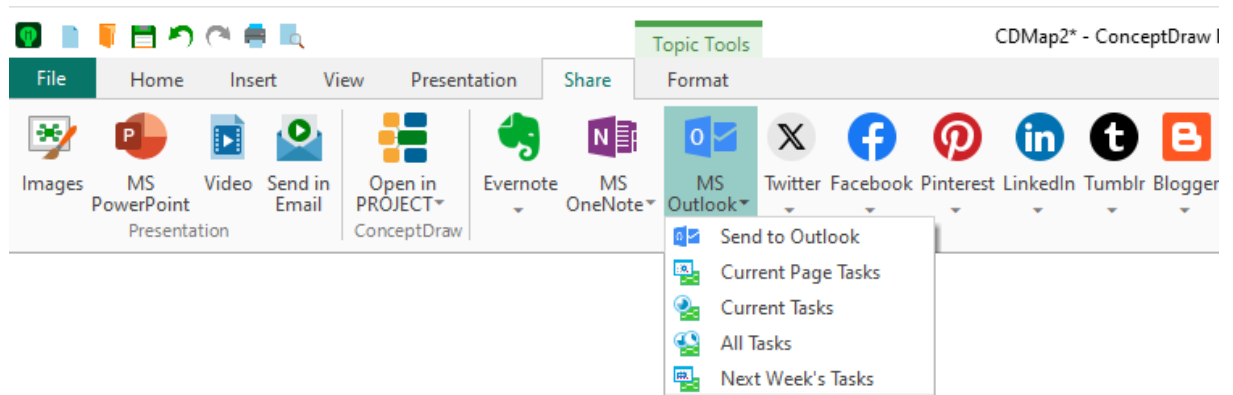 Topic Tools
CDMap2* - ConceptDraw
File Home Insert View Presentation Share Format
Images MS PowerPoint Video Send in Email Open in PROJECT Evernote MS OneNote MS Outlook Twitter Facebook Pinterest LinkedIn Tumblr Blogger
Presentation ConceptDraw
Send to Outlook
Current Page Tasks
Current Tasks
All Tasks
Next Week's Tasks